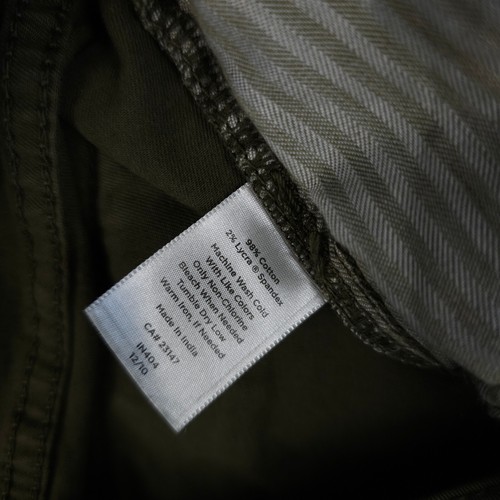 98% Cotton
2% Lycra ® Spandex
Machine Wash Cold
With Like Colors
Only Non-Chlorine
Bleach When Needed
Tumble Dry Low
Warm Iron, If Needed
Made in India
CA# 23147
IN404
12/10